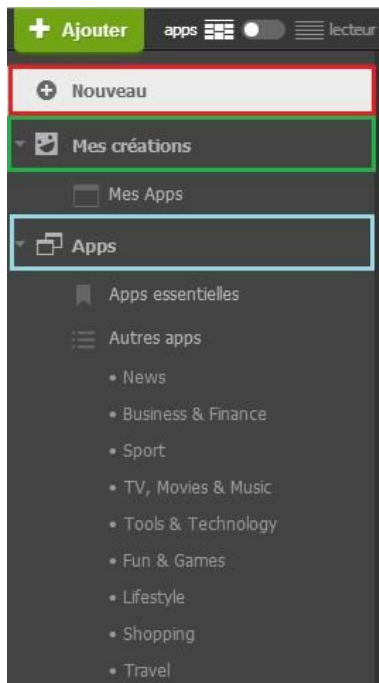 + Ajouter apps lecteur
Nouveau
Mes créations
Mes Apps
Apps
Apps essentielles
Autres apps
• News
• Business & Finance
• Sport
• TV, Movies & Music
• Tools & Technology
• Fun & Games
• Lifestyle
• Shopping
• Travel